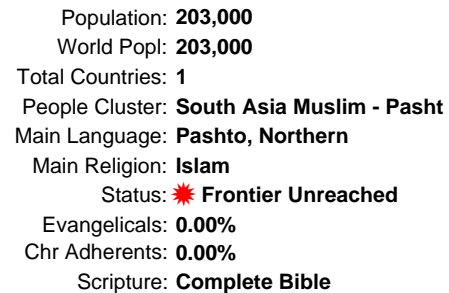 Population: 203,000
World Popl: 203,000
Total Countries: 1
People Cluster: South Asia Muslim - Pasht
Main Language: Pashto, Northern
Main Religion: Islam
Status: Frontier Unreached
Evangelicals: 0.00%
Chr Adherents: 0.00%
Scripture: Complete Bible